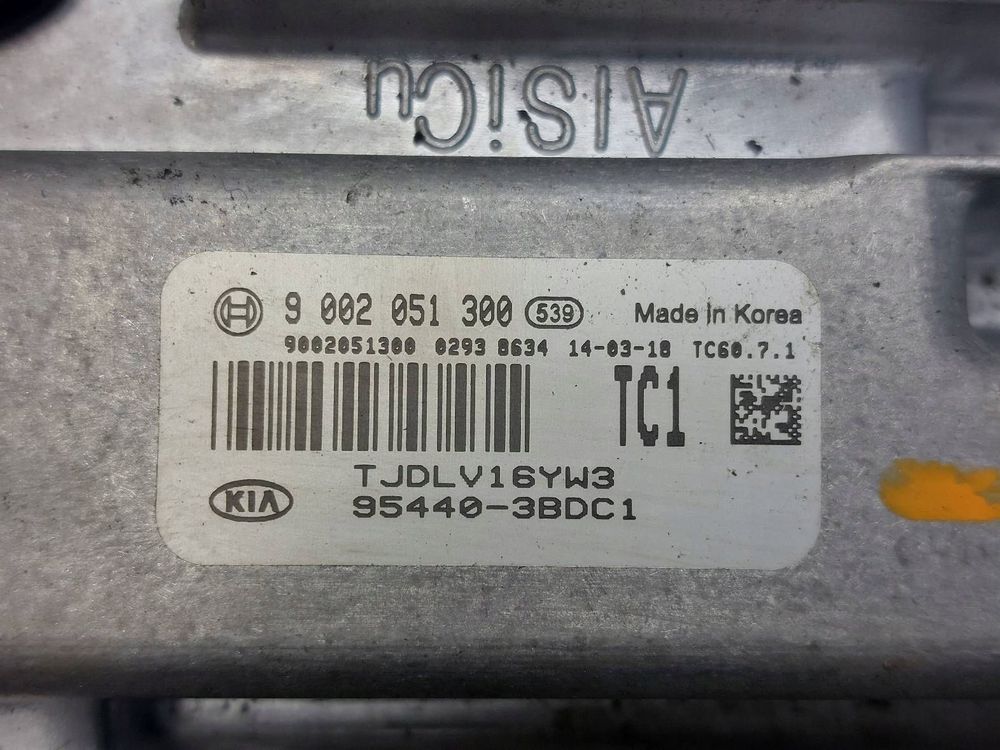 AlSiCu
9 002 051 300 539 Made in Korea
9002051300 0293 8634 14-03-18 TC60.7.1
TC1
TJDLV16YW3
KIA
95440-3BDC1